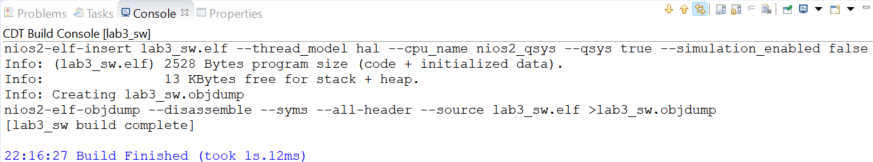 Problems Tasks Console Properties
CDT Build Console [lab3_sw]
nios2-elf-insert lab3_sw.elf --thread_model hal --cpu_name nios2_qsys --qsys true --simulation_enabled false
Info: (lab3_sw.elf) 2528 Bytes program size (code + initialized data).
Info:               13 KBytes free for stack + heap.
Info: Creating lab3_sw.objdump
nios2-elf-objdump --disassemble --syms --all-header --source lab3_sw.elf >lab3_sw.objdump
[lab3_sw build complete]
22:16:27 Build Finished (took 1s.12ms)